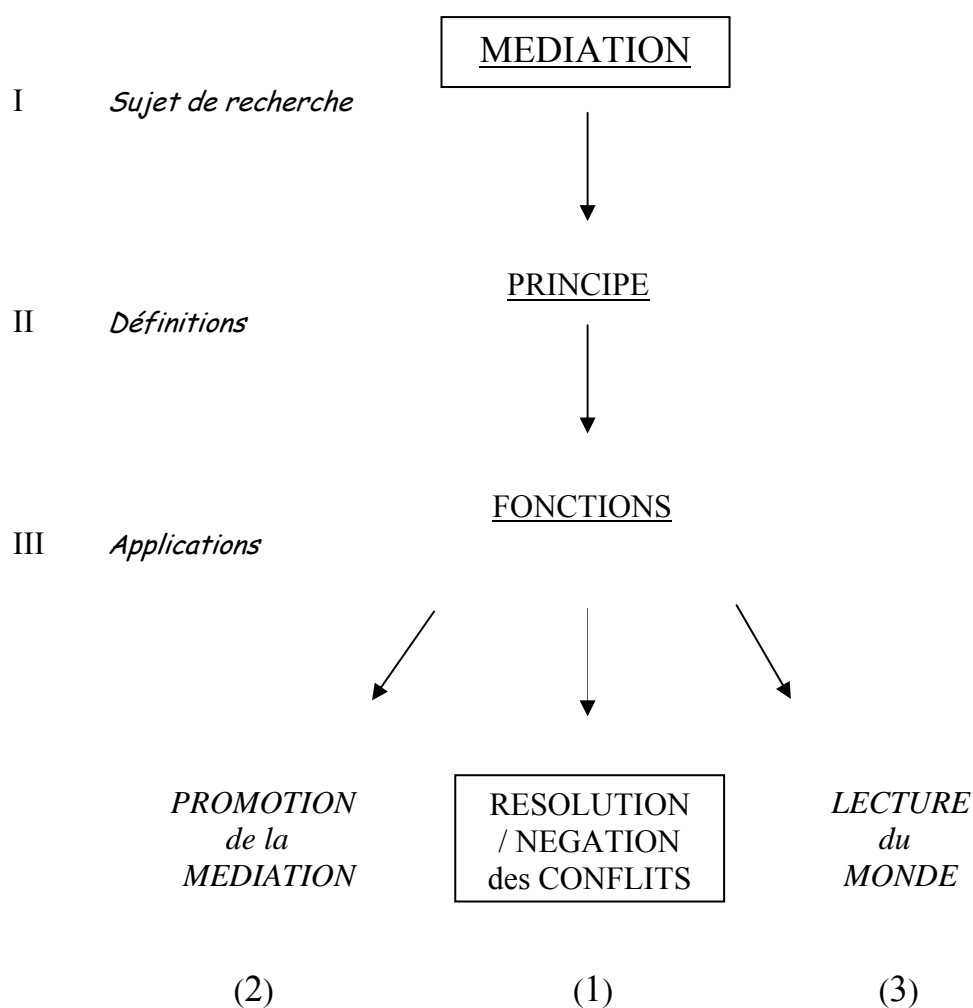 MEDIATION
I Sujet de recherche
PRINCIPE
II Définitions
FONCTIONS
III Applications
PROMOTION
de la
MEDIATION
RESOLUTION
/ NEGATION
des CONFLITS
LECTURE
du
MONDE
(2) (1) (3)